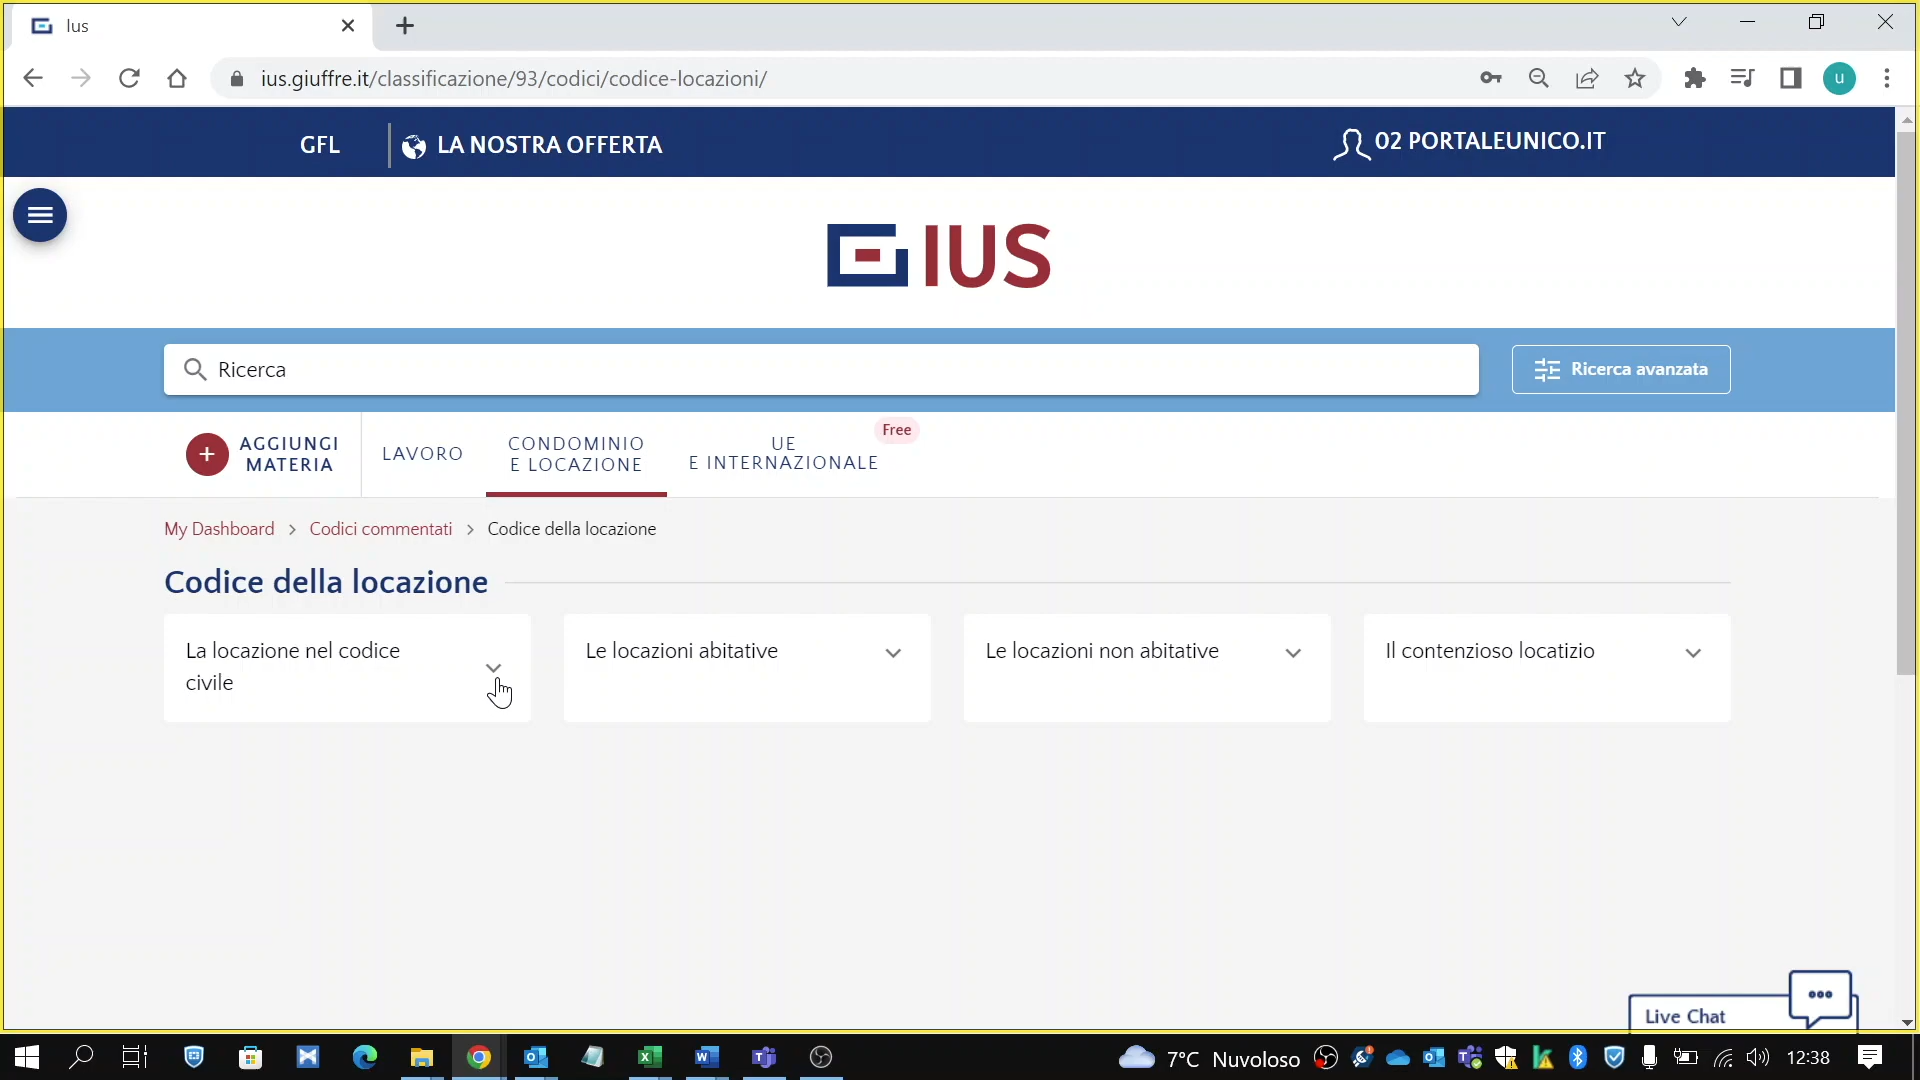 Ius
ius.giuffre.it/classificazione/93/codici/codice-locazioni/
u
GFL
LA NOSTRA OFFERTA
02 PORTALEUNICO.IT
IUS
Ricerca
Ricerca avanzata
AGGIUNGI
MATERIA
LAVORO
CONDOMINIO
E LOCAZIONE
UE
E INTERNAZIONALE
Free
My Dashboard > Codici commentati > Codice della locazione
Codice della locazione
La locazione nel codice
civile
Le locazioni abitative
Le locazioni non abitative
Il contenzioso locatizio
Live Chat
7°C Nuvoloso
12:38